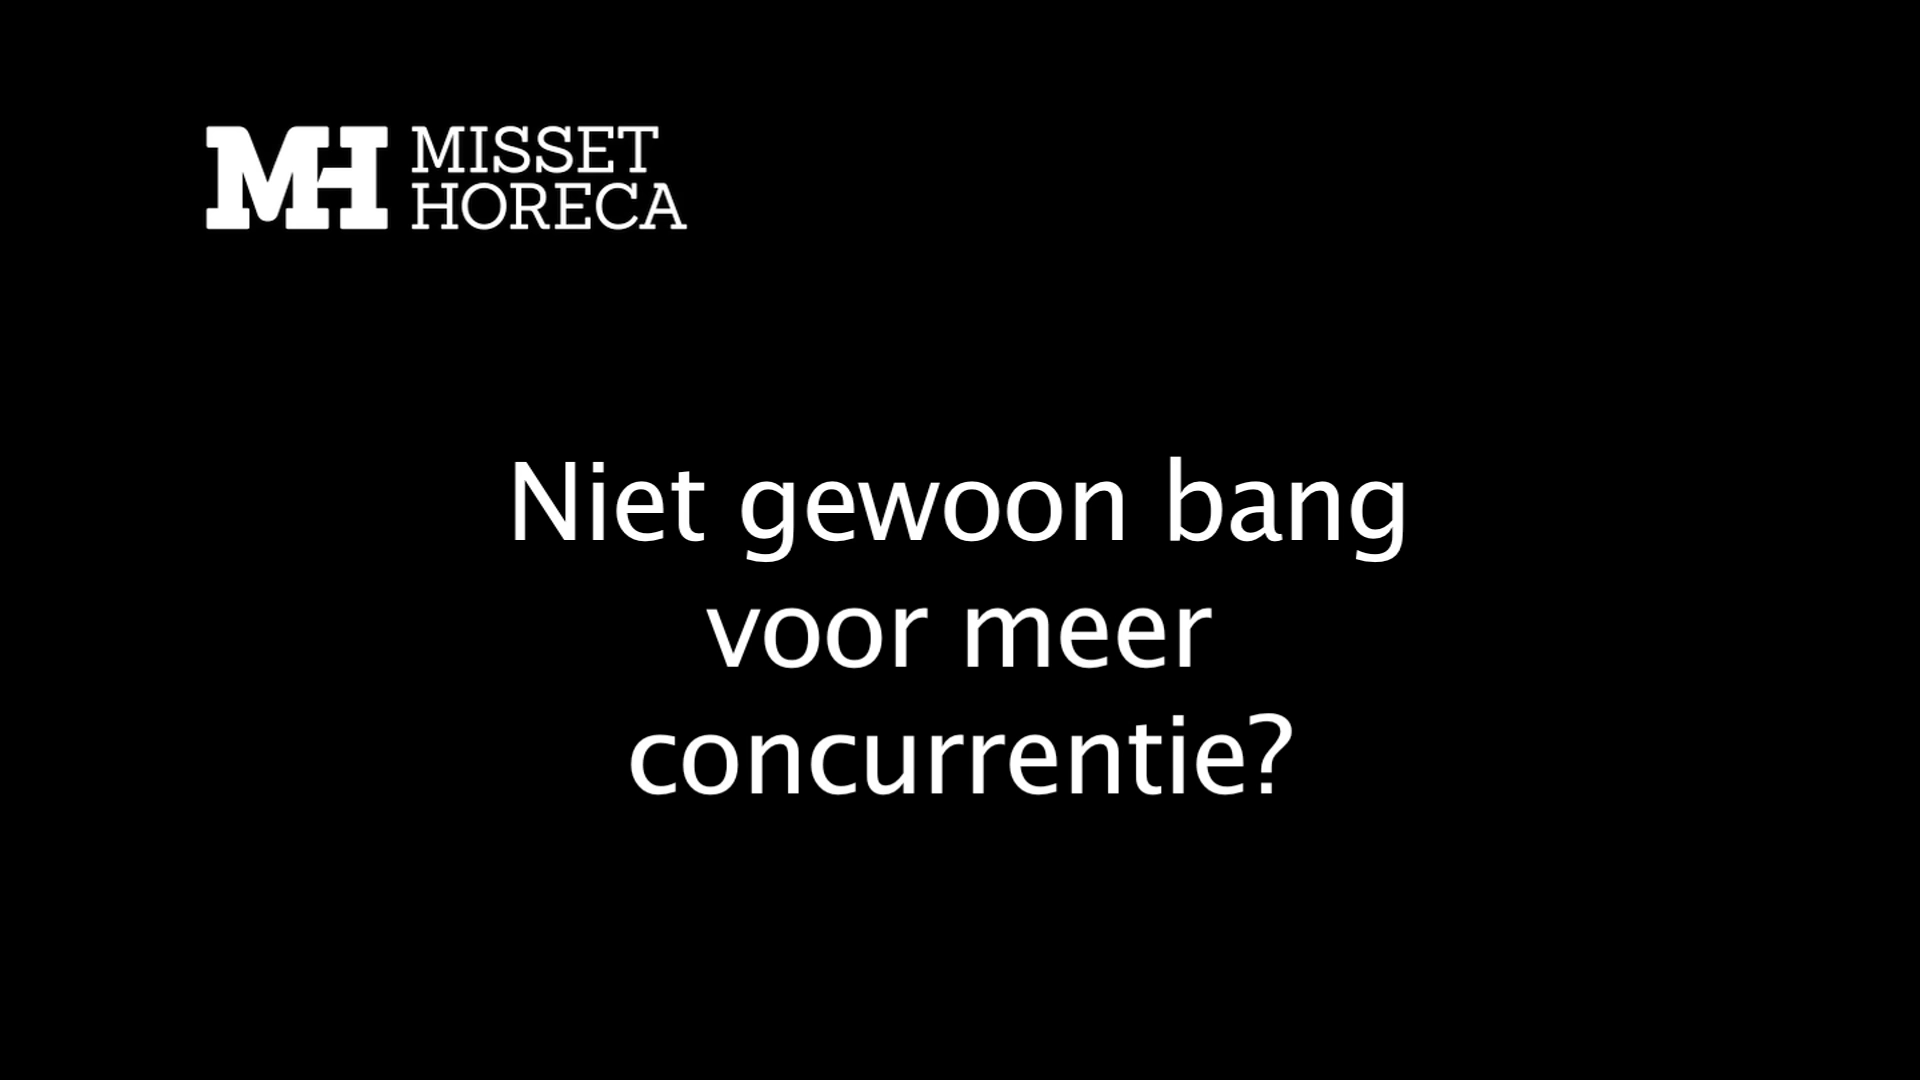 MH MISSET
HORECA
Niet gewoon bang
voor meer
concurrentie?